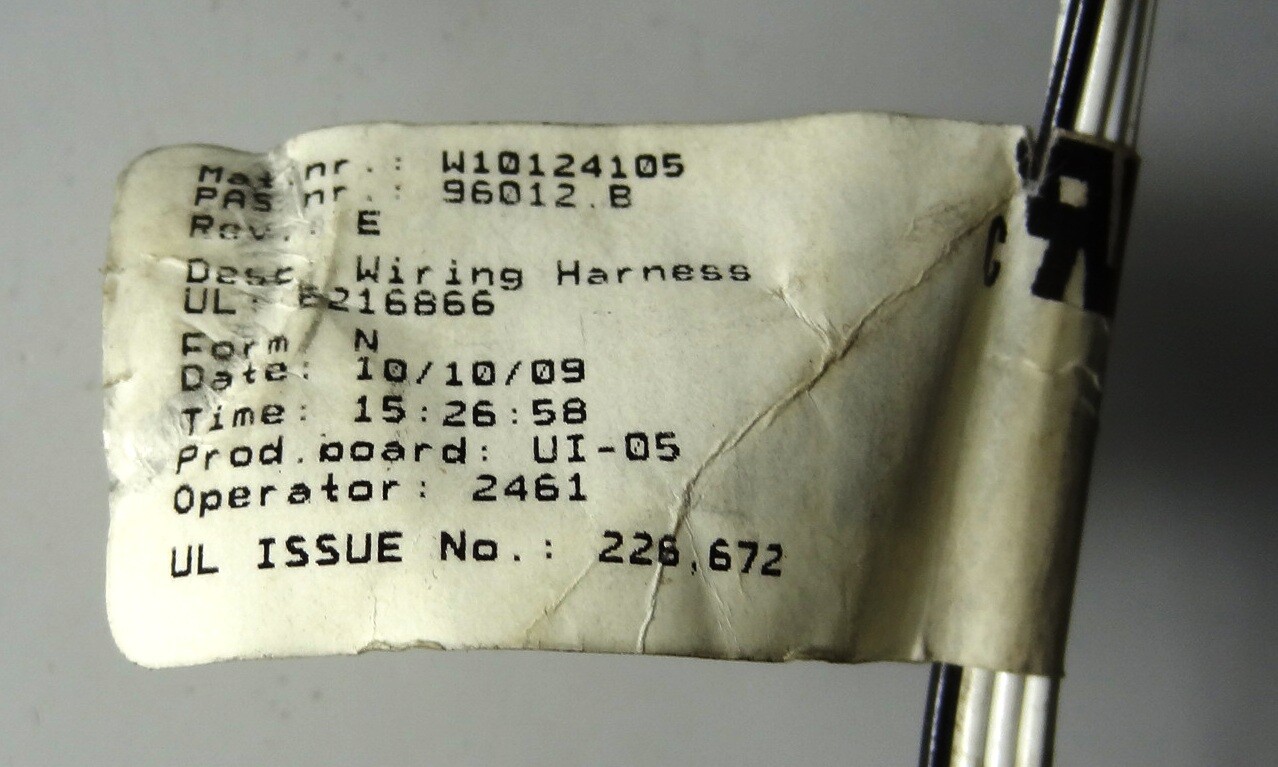 Mat.nr.: W10124105
PAS nr.: 96012.B
Rev.: E
Desc. Wiring Harness
UL: E216866
Form N
Date: 10/10/09
Time: 15:26:58
Prod.board: UI-05
Operator: 2461
UL ISSUE No.: 226,672
C